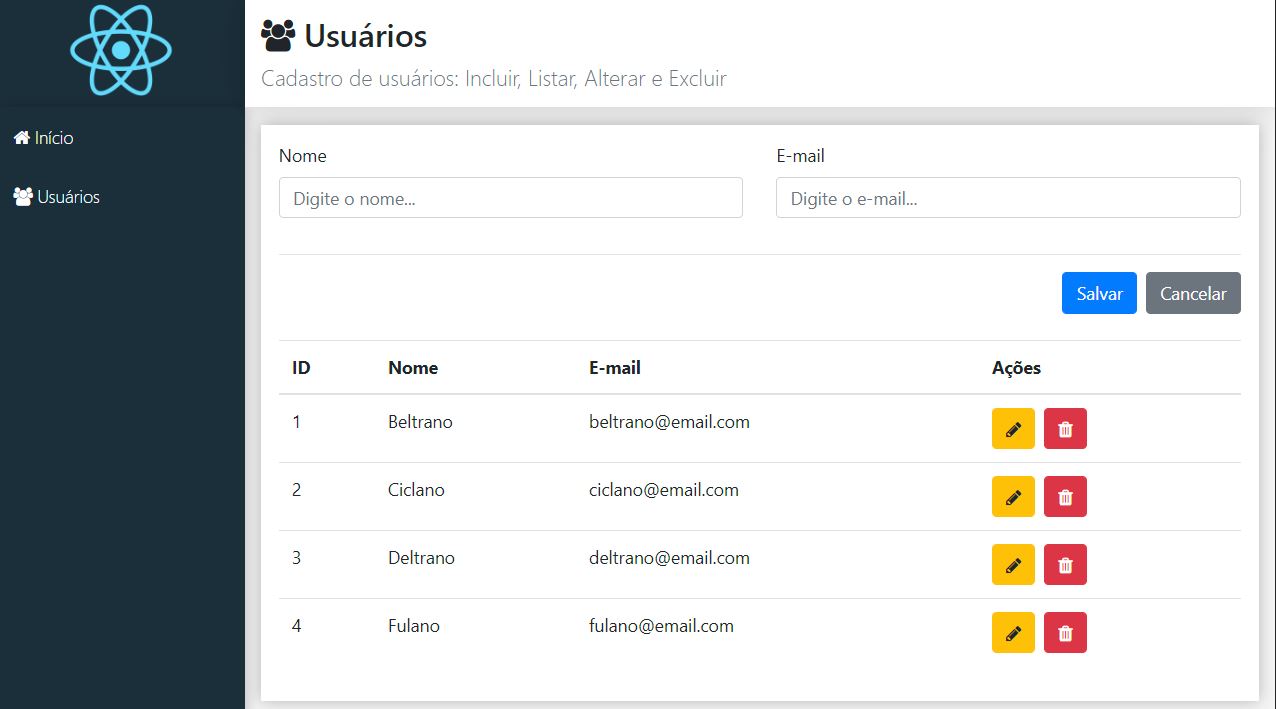 Usuários
Cadastro de usuários: Incluir, Listar, Alterar e Excluir
Início
Usuários
Nome E-mail
Digite o nome... Digite o e-mail...
Salvar Cancelar
ID Nome E-mail Ações
1 Beltrano beltrano@email.com
2 Ciclano ciclano@email.com
3 Deltrano deltrano@email.com
4 Fulano fulano@email.com